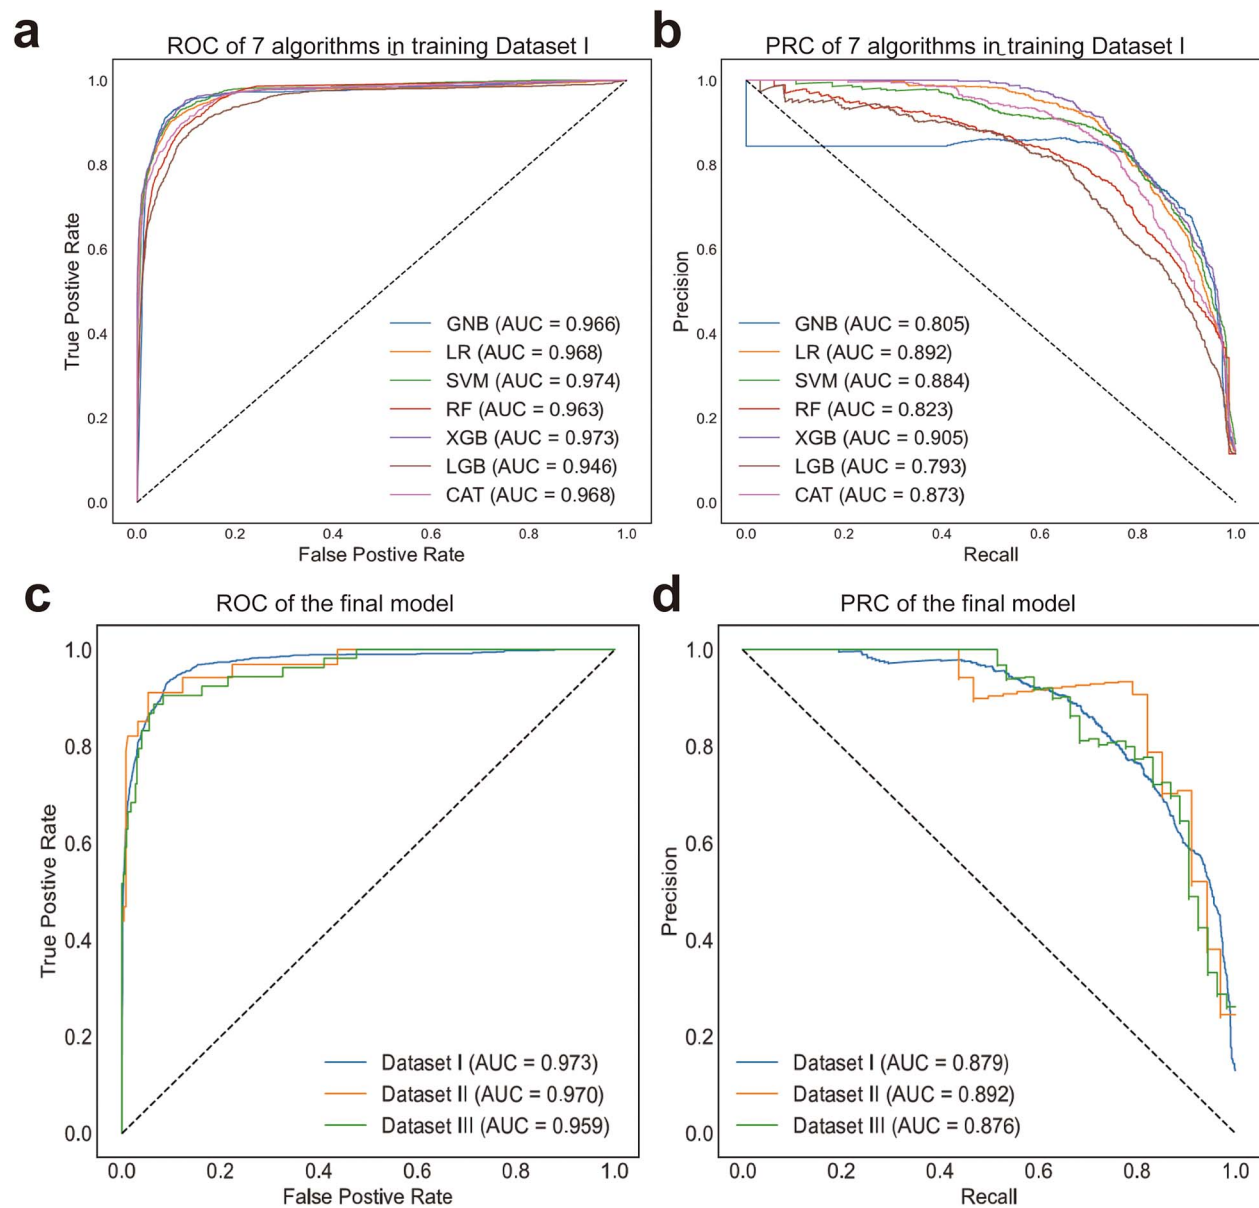 a
ROC of 7 algorithms in training Dataset I
1.0
0.8
0.6
0.4
0.2
0.0
True Postive Rate
GNB (AUC = 0.966)
LR (AUC = 0.968)
SVM (AUC = 0.974)
RF (AUC = 0.963)
XGB (AUC = 0.973)
LGB (AUC = 0.946)
CAT (AUC = 0.968)
0.0 0.2 0.4 0.6 0.8 1.0
False Postive Rate
b
PRC of 7 algorithms in training Dataset I
1.0
0.8
0.6
0.4
0.2
0.0
Precision
GNB (AUC = 0.805)
LR (AUC = 0.892)
SVM (AUC = 0.884)
RF (AUC = 0.823)
XGB (AUC = 0.905)
LGB (AUC = 0.793)
CAT (AUC = 0.873)
0.0 0.2 0.4 0.6 0.8 1.0
Recall
c
ROC of the final model
1.0
0.8
0.6
0.4
0.2
0.0
True Postive Rate
Dataset I (AUC = 0.973)
Dataset II (AUC = 0.970)
Dataset III (AUC = 0.959)
0.0 0.2 0.4 0.6 0.8 1.0
False Postive Rate
d
PRC of the final model
1.0
0.8
0.6
0.4
0.2
0.0
Precision
Dataset I (AUC = 0.879)
Dataset II (AUC = 0.892)
Dataset III (AUC = 0.876)
0.0 0.2 0.4 0.6 0.8 1.0
Recall